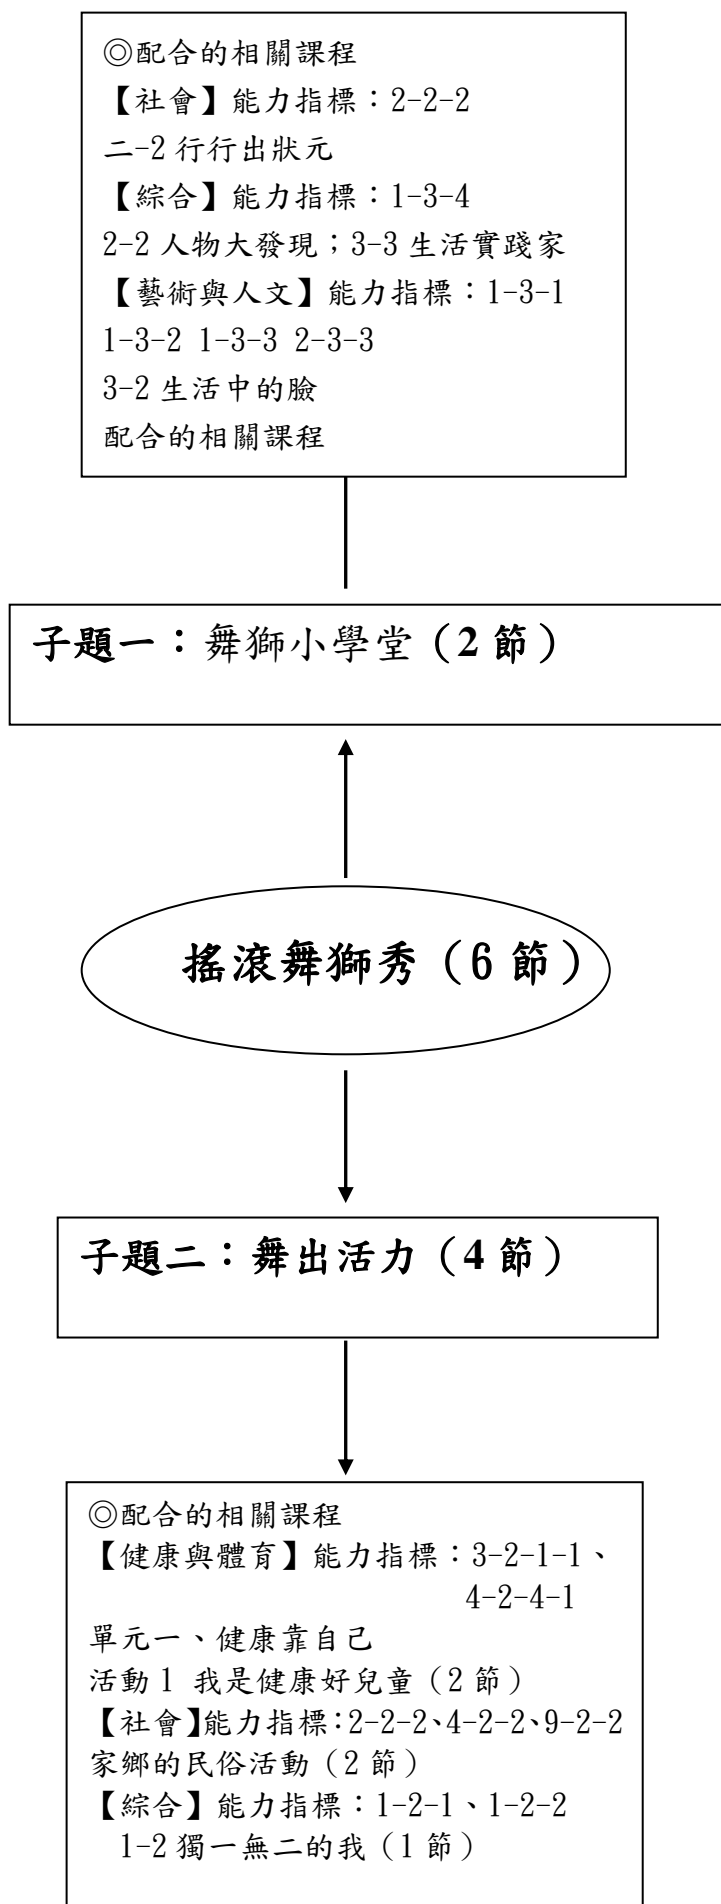 ◎配合的相關課程
【社會】能力指標：2-2-2
二-2 行行出狀元
【綜合】能力指標：1-3-4
2-2 人物大發現；3-3 生活實踐家
【藝術與人文】能力指標：1-3-1
1-3-2 1-3-3 2-3-3
3-2 生活中的臉
配合的相關課程
子題一：舞獅小學堂（2 節）
搖滾舞獅秀（6 節）
子題二：舞出活力（4 節）
◎配合的相關課程
【健康與體育】能力指標：3-2-1-1、
4-2-4-1
單元一、健康靠自己
活動 1 我是健康好兒童（2 節）
【社會】能力指標：2-2-2、4-2-2、9-2-2
家鄉的民俗活動（2 節）
【綜合】能力指標：1-2-1、1-2-2
1-2 獨一無二的我（1 節）